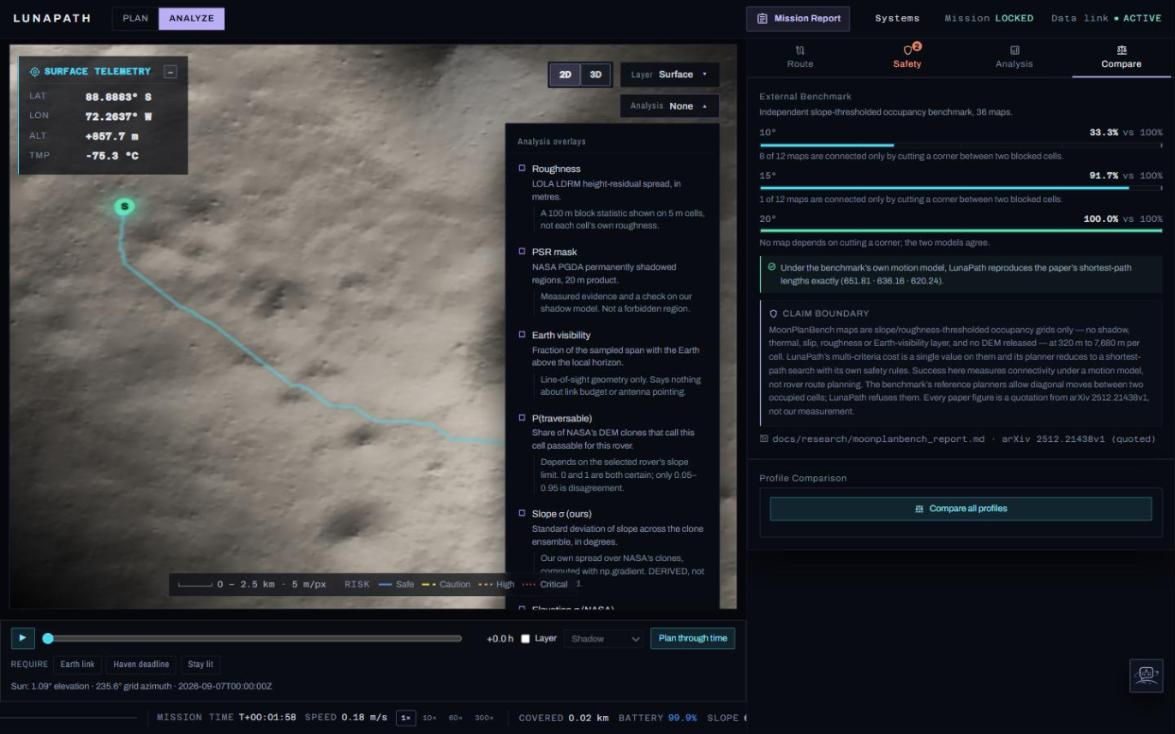 LUNAPATH
PLAN
ANALYZE
Mission Report
Systems
Mission LOCKED
Data link • ACTIVE
SURFACE TELEMETRY
–
LAT 88.8883° S
LON 72.2637° W
ALT +857.7 m
TMP -75.3 °C
2D
3D
Layer Surface
Analysis None
S
Analysis overlays
Roughness
LOLA LDRM height-residual spread, in
metres.
A 100 m block statistic shown on 5 m cells,
not each cell's own roughness.
PSR mask
NASA PGDA permanently shadowed
regions, 20 m product.
Measured evidence and a check on our
shadow model. Not a forbidden region.
Earth visibility
Fraction of the sampled span with the Earth
above the local horizon.
Line-of-sight geometry only. Says nothing
about link budget or antenna pointing.
P(traversable)
Share of NASA's DEM clones that call this
cell passable for this rover.
Depends on the selected rover's slope
limit. 0 and 1 are both certain; only 0.05–
0.95 is disagreement.
Slope σ (ours)
Standard deviation of slope across the clone
ensemble, in degrees.
Our own spread over NASA's clones,
computed with np.gradient. DERIVED, not
Elevation σ (NASA)
0 – 2.5 km · 5 m/px
RISK
Safe
Caution
High
Critical
+0.0 h
Layer
Shadow
Plan through time
REQUIRE
Earth link
Haven deadline
Stay lit
Sun: 1.09° elevation · 235.6° grid azimuth · 2026-09-07T00:00:00Z
MISSION TIME T+00:01:58
SPEED 0.18 m/s
1×
10×
60×
300×
COVERED 0.02 km
BATTERY 99.9%
SLOPE
Route
2
Safety
Analysis
Compare
External Benchmark
Independent slope-thresholded occupancy benchmark, 36 maps.
10° 33.3% vs 100%
8 of 12 maps are connected only by cutting a corner between two blocked cells.
15° 91.7% vs 100%
1 of 12 maps are connected only by cutting a corner between two blocked cells.
20° 100.0% vs 100%
No map depends on cutting a corner; the two models agree.
Under the benchmark's own motion model, LunaPath reproduces the paper's shortest-path
lengths exactly (651.81 · 636.16 · 620.24).
CLAIM BOUNDARY
MoonPlanBench maps are slope/roughness-thresholded occupancy grids only — no shadow,
thermal, slip, roughness or Earth-visibility layer, and no DEM released — at 320 m to 7,680 m per
cell. LunaPath's multi-criteria cost is a single value on them and its planner reduces to a shortest-
path search with its own safety rules. Success here measures connectivity under a motion model,
not rover route planning. The benchmark's reference planners allow diagonal moves between two
occupied cells; LunaPath refuses them. Every paper figure is a quotation from arXiv 2512.21438v1,
not our measurement.
docs/research/moonplanbench_report.md · arXiv 2512.21438v1 (quoted)
Profile Comparison
Compare all profiles